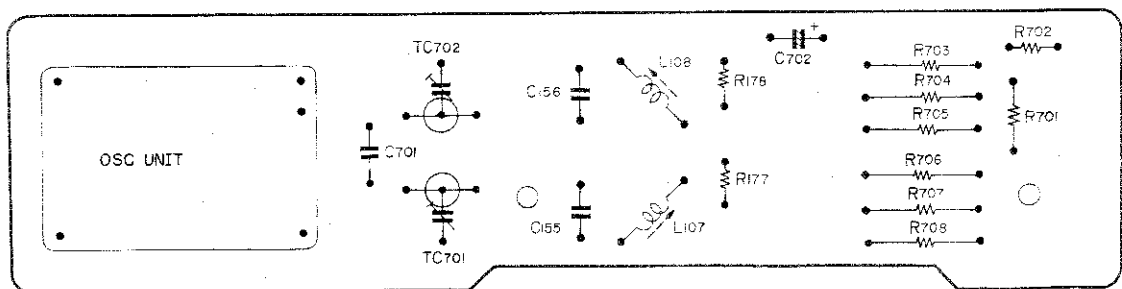 R702
TC702
+
R703
L108
C702
R178
R704
C156
R705
R701
OSC UNIT
C701
R706
R177
R707
C155
L107
R708
TC701